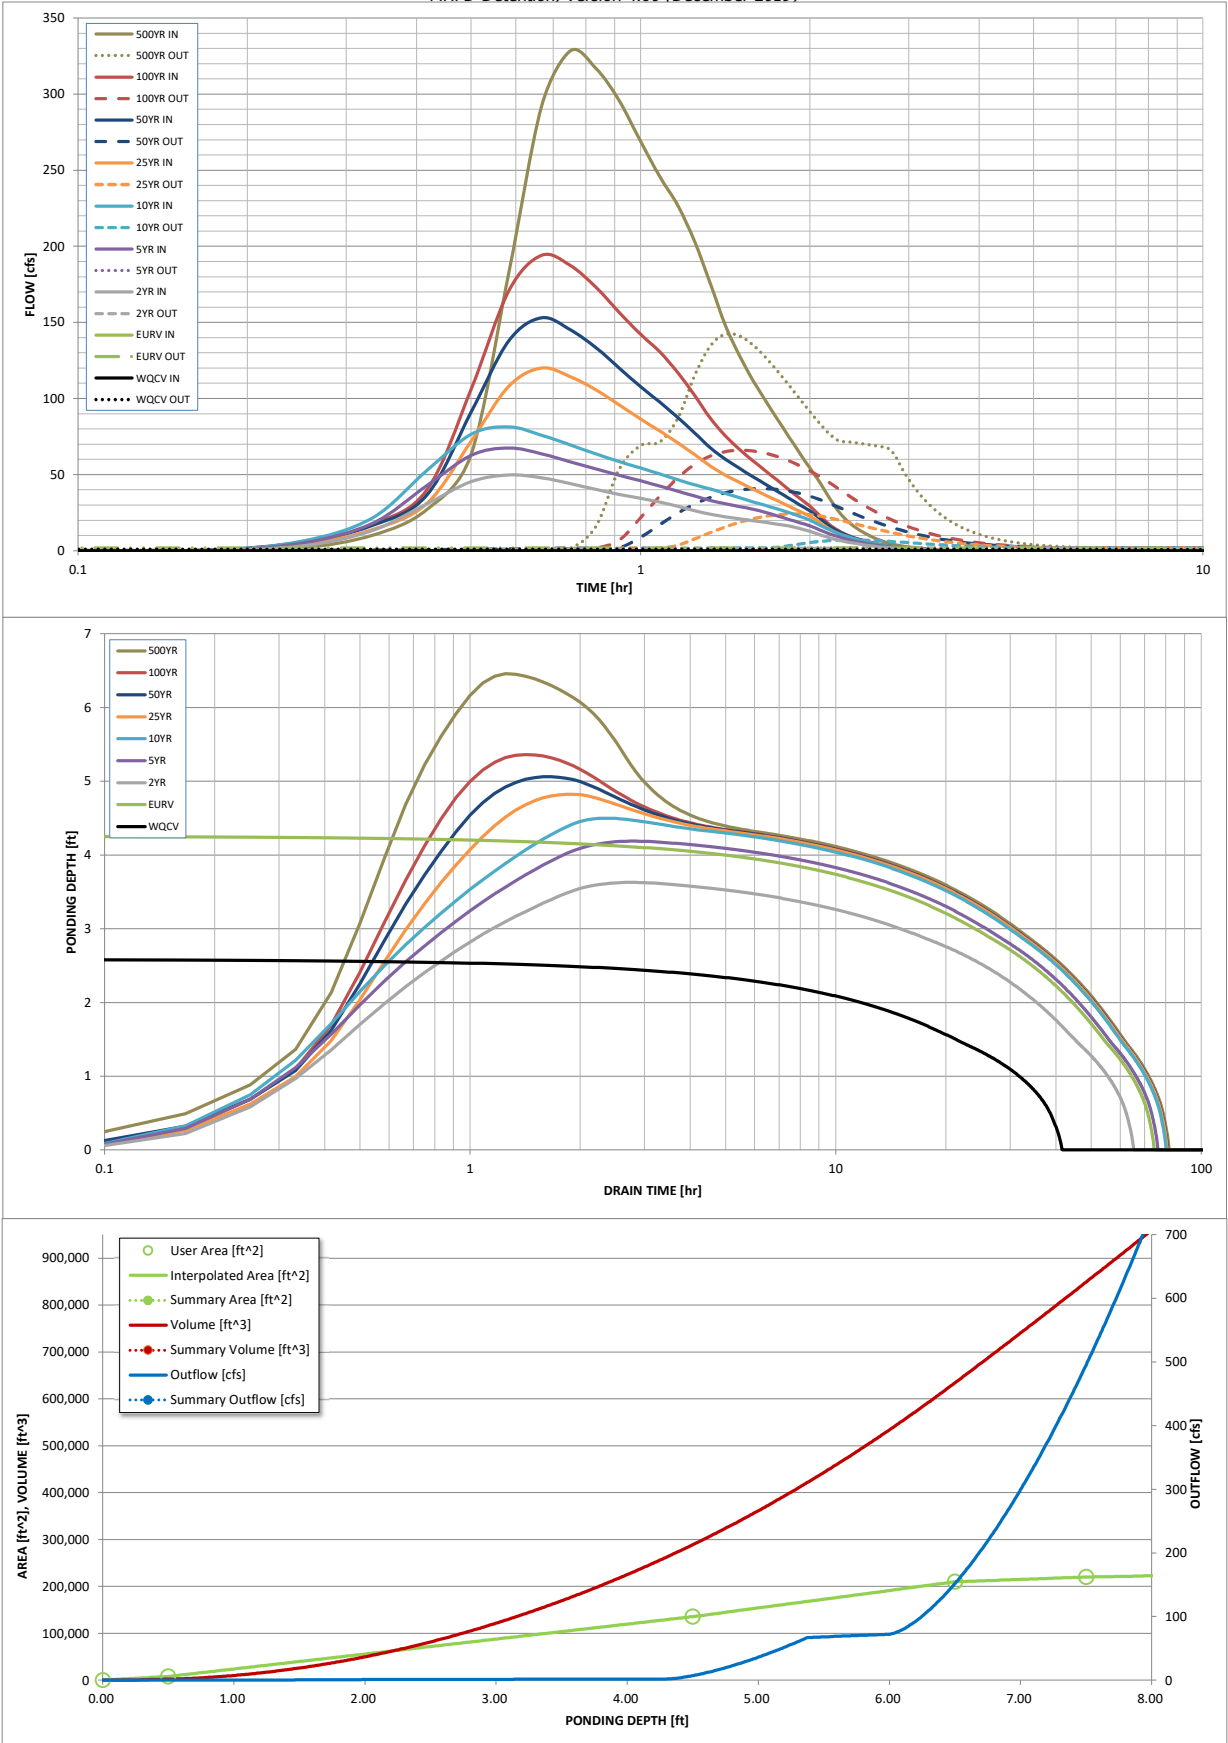 350
300
250
200
150
100
50
0
FLOW [cfs]
500YR IN
500YR OUT
100YR IN
100YR OUT
50YR IN
50YR OUT
25YR IN
25YR OUT
10YR IN
10YR OUT
5YR IN
5YR OUT
2YR IN
2YR OUT
EURV IN
EURV OUT
WQCV IN
WQCV OUT
0.1 1 10
TIME [hr]
7
6
5
4
3
2
1
0
PONDING DEPTH [ft]
500YR
100YR
50YR
25YR
10YR
5YR
2YR
EURV
WQCV
0.1 1 10 100
DRAIN TIME [hr]
900,000
800,000
700,000
600,000
500,000
400,000
300,000
200,000
100,000
0
AREA [ft^2], VOLUME [ft^3]
User Area [ft^2]
Interpolated Area [ft^2]
Summary Area [ft^2]
Volume [ft^3]
Summary Volume [ft^3]
Outflow [cfs]
Summary Outflow [cfs]
700
600
500
400
300
200
100
0
OUTFLOW [cfs]
0.00 1.00 2.00 3.00 4.00 5.00 6.00 7.00 8.00
PONDING DEPTH [ft]